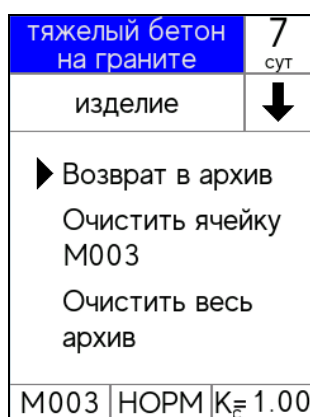 тяжелый бетон
на граните
7
сут
изделие
Возврат в архив
Очистить ячейку
М003
Очистить весь
архив
М003 НОРМ Kс=1.00